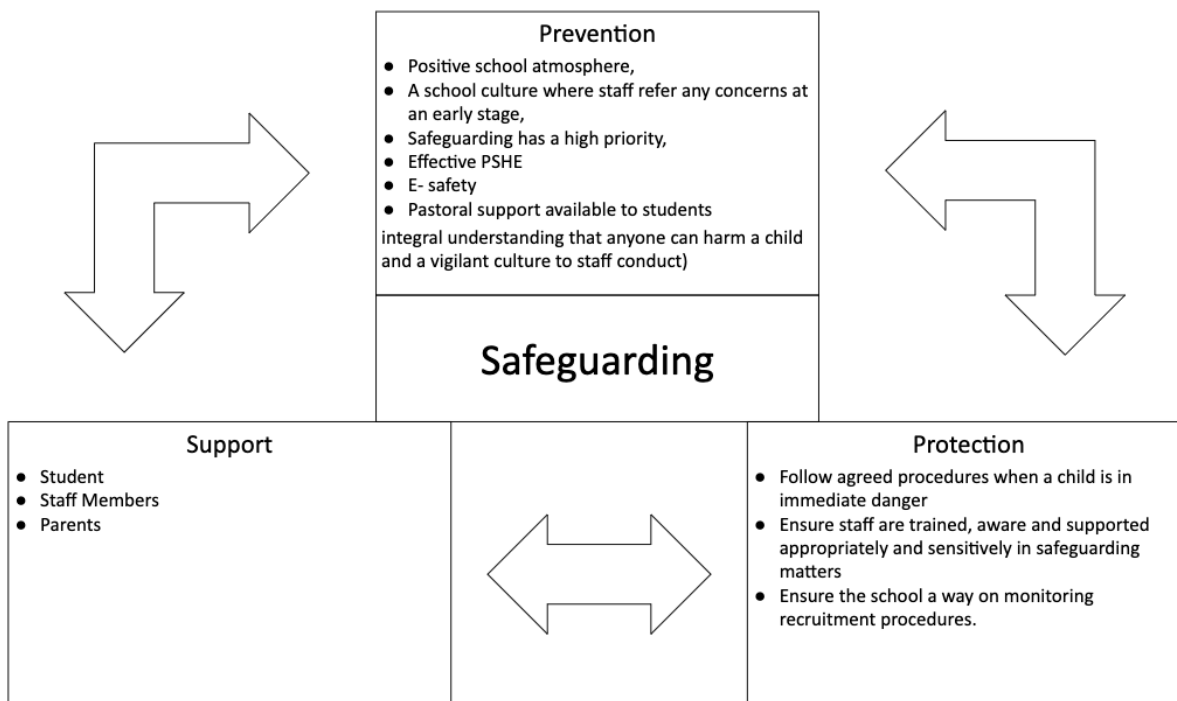 Prevention
● Positive school atmosphere,
● A school culture where staff refer any concerns at
an early stage,
● Safeguarding has a high priority,
● Effective PSHE
● E- safety
● Pastoral support available to students
integral understanding that anyone can harm a child
and a vigilant culture to staff conduct)
Safeguarding
Support
● Student
● Staff Members
● Parents
Protection
● Follow agreed procedures when a child is in
immediate danger
● Ensure staff are trained, aware and supported
appropriately and sensitively in safeguarding
matters
● Ensure the school a way on monitoring
recruitment procedures.